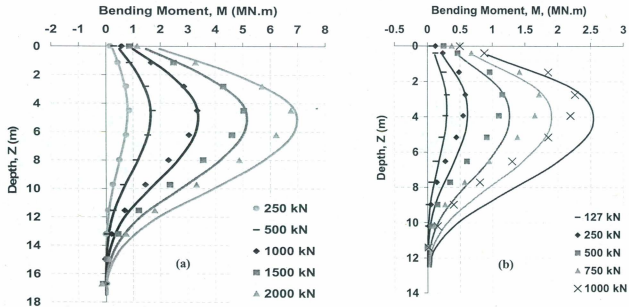 Bending Moment, M (MN.m)
-2 -1 0 1 2 3 4 5 6 7 8
0
2
4
6
8
10
12
14
16
18
Depth, Z (m)
250 kN
500 kN
1000 kN
1500 kN
2000 kN
(a)
Bending Moment, M, (MN.m)
-0.5 0 0.5 1 1.5 2 2.5 3
0
2
4
6
8
10
12
14
Depth, Z (m)
127 kN
250 kN
500 kN
750 kN
1000 kN
(b)